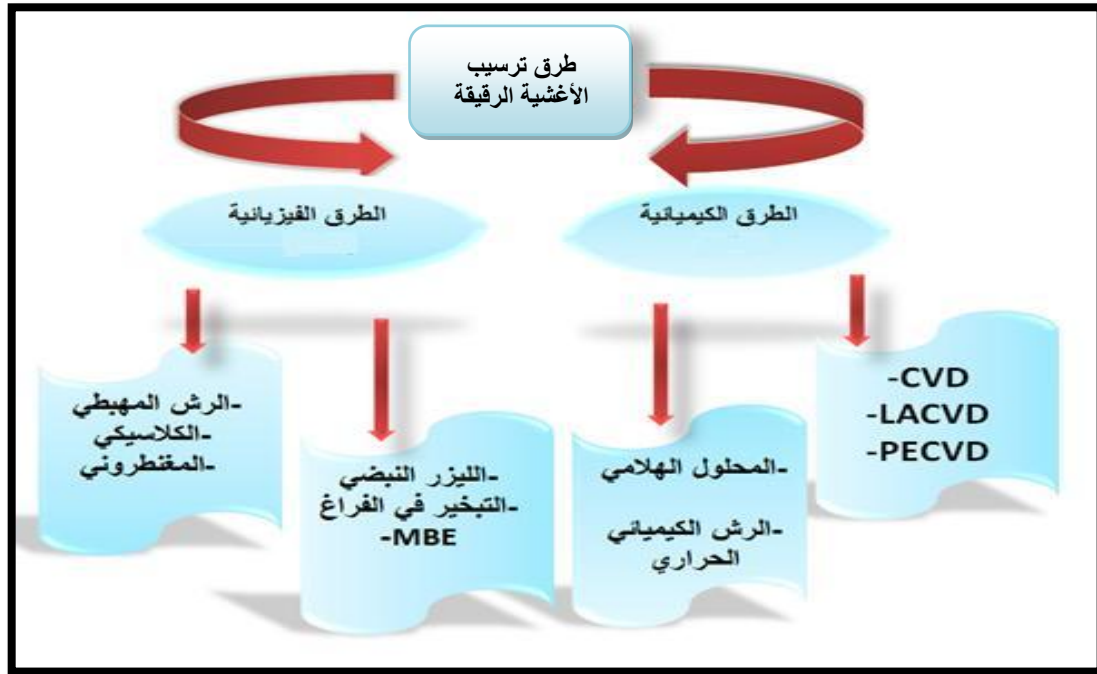 طرق ترسيب
الأغشية الرقيقة
الطرق الكيميائية
الطرق الفيزيائية
-CVD
-LACVD
-PECVD
-المحلول الهلامي
-الرش الكيميائي
الحراري
-الليزر النبضي
-التبخير في الفراغ
-MBE
-الرش المهبطي
-الكلاسيكي
-المغنطروني